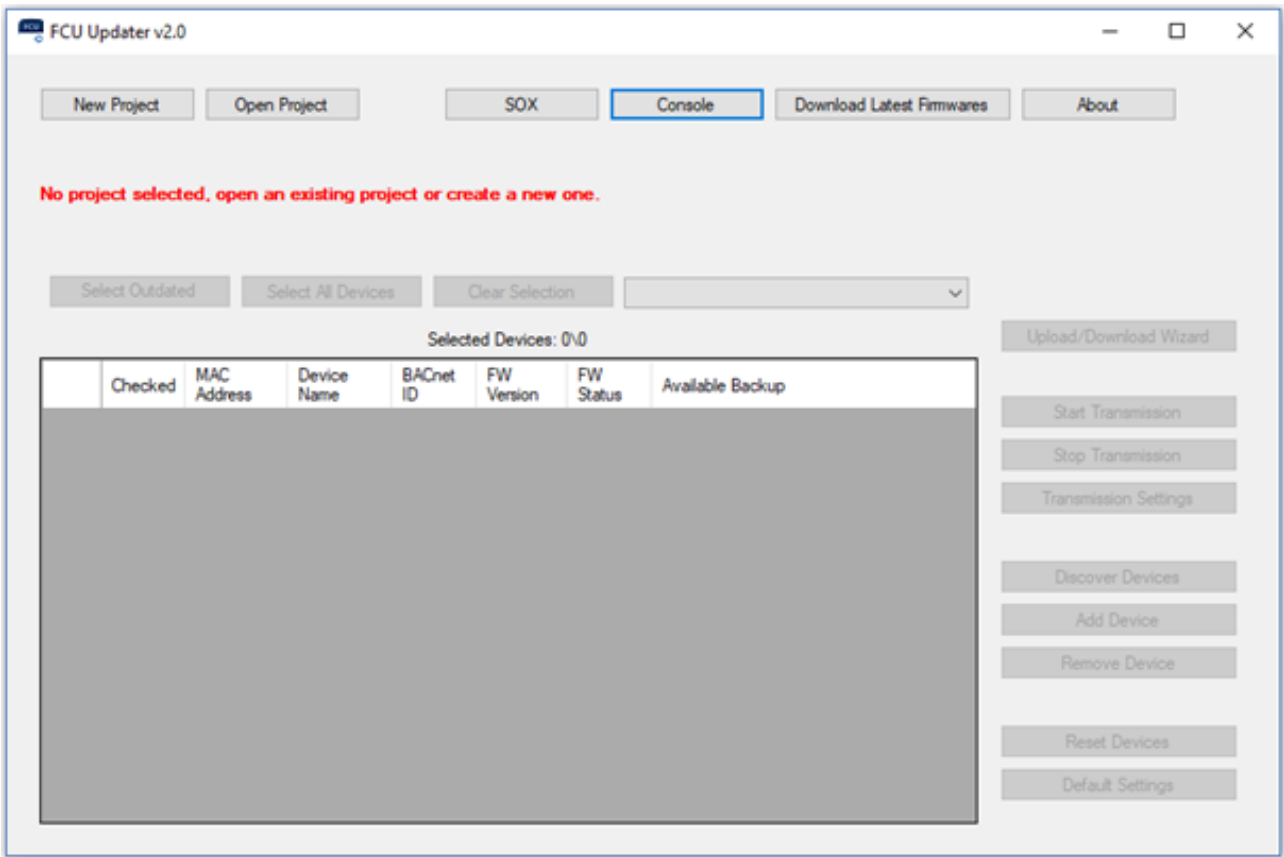 FCU
FCU Updater v2.0
New Project Open Project SOX Console Download Latest Firmwares About
No project selected, open an existing project or create a new one.
Select Outdated Select All Devices Clear Selection
Selected Devices: 0\0
Upload/Download Wizard
Checked MAC Address Device Name BACnet ID FW Version FW Status Available Backup
Start Transmission
Stop Transmission
Transmission Settings
Discover Devices
Add Device
Remove Device
Reset Devices
Default Settings